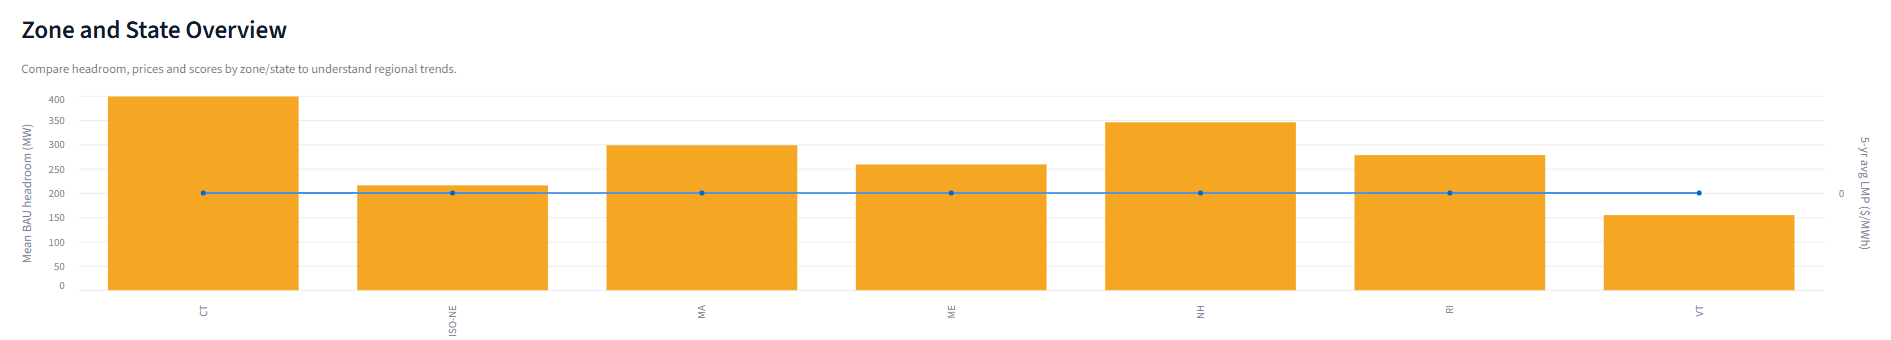 Zone and State Overview
Compare headroom, prices and scores by zone/state to understand regional trends.
Mean BAU headroom (MW)
400
350
300
250
200
150
100
50
0
CT
ISO-NE
MA
ME
NH
RI
VT
0
5-yr avg LMP ($/MWh)